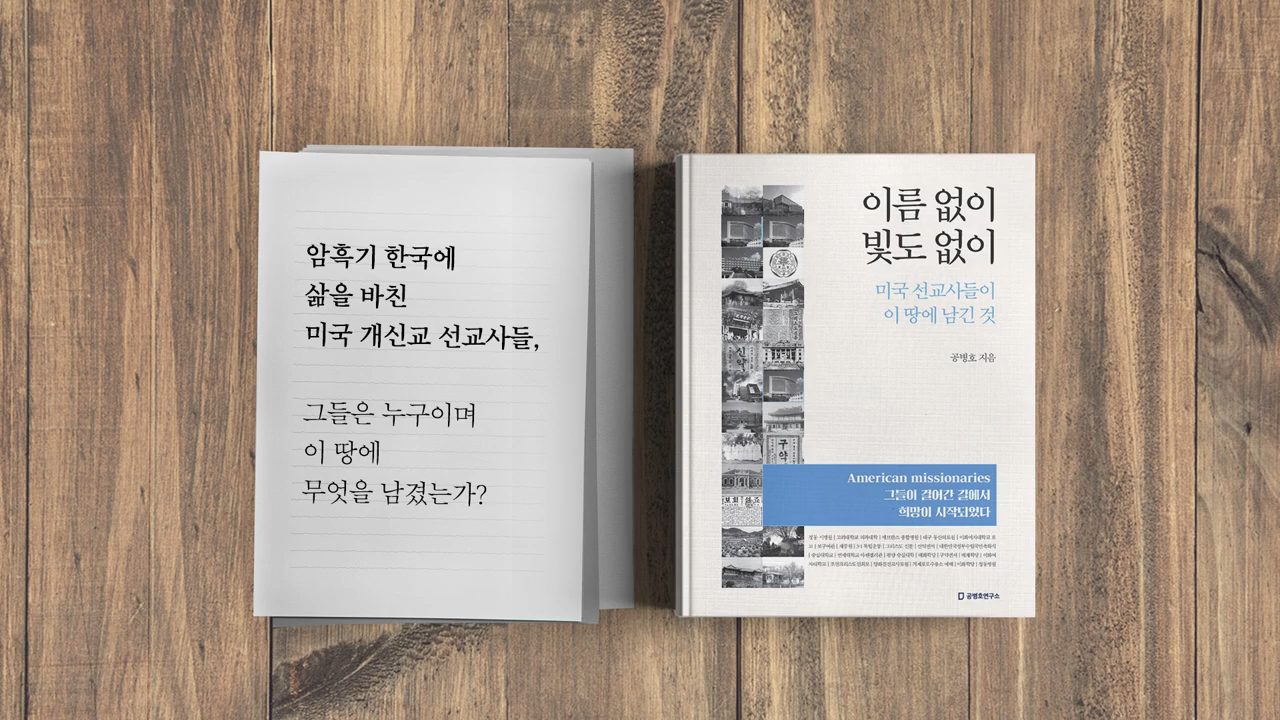 암흑기 한국에
삶을 바친
미국 개신교 선교사들,
그들은 누구이며
이 땅에
무엇을 남겼는가?
이름 없이
빛도 없이
미국 선교사들이
이 땅에 남긴 것
공병호 지음
신약
구약
American missionaries
그들이 걸어간 길에서
희망이 시작되었다
공병호연구소